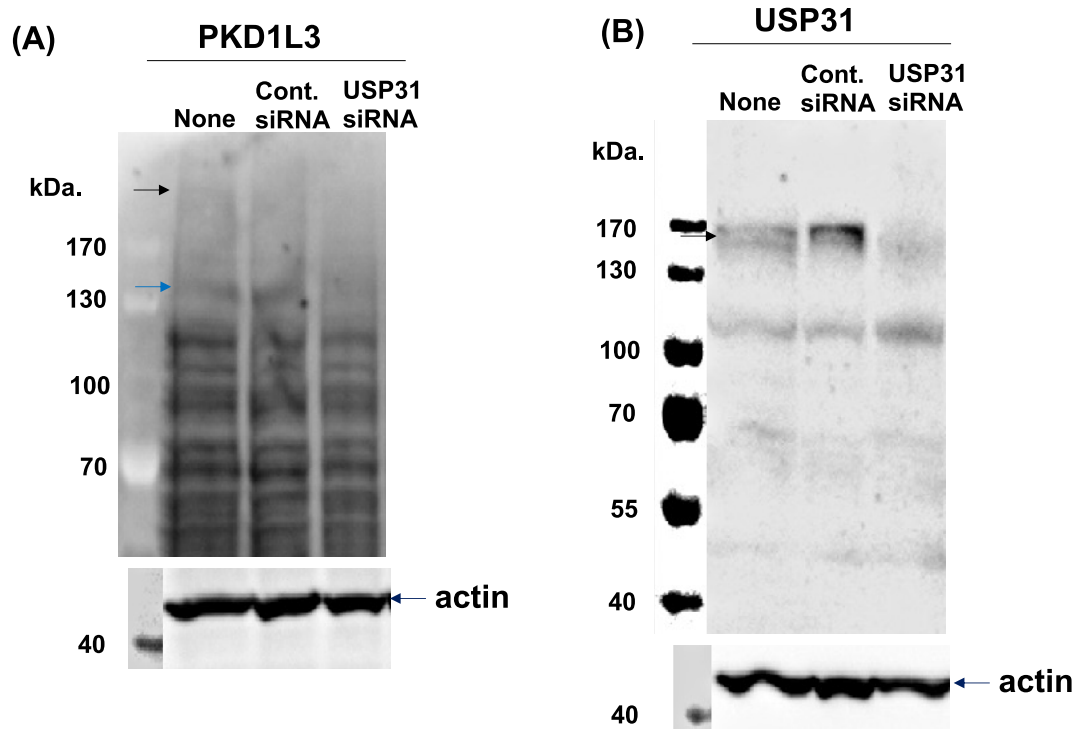 (A)
PKD1L3
None
Cont.
siRNA
USP31
siRNA
kDa.
170
130
100
70
actin
40
(B)
USP31
None
Cont.
siRNA
USP31
siRNA
kDa.
170
130
100
70
55
40
actin
40